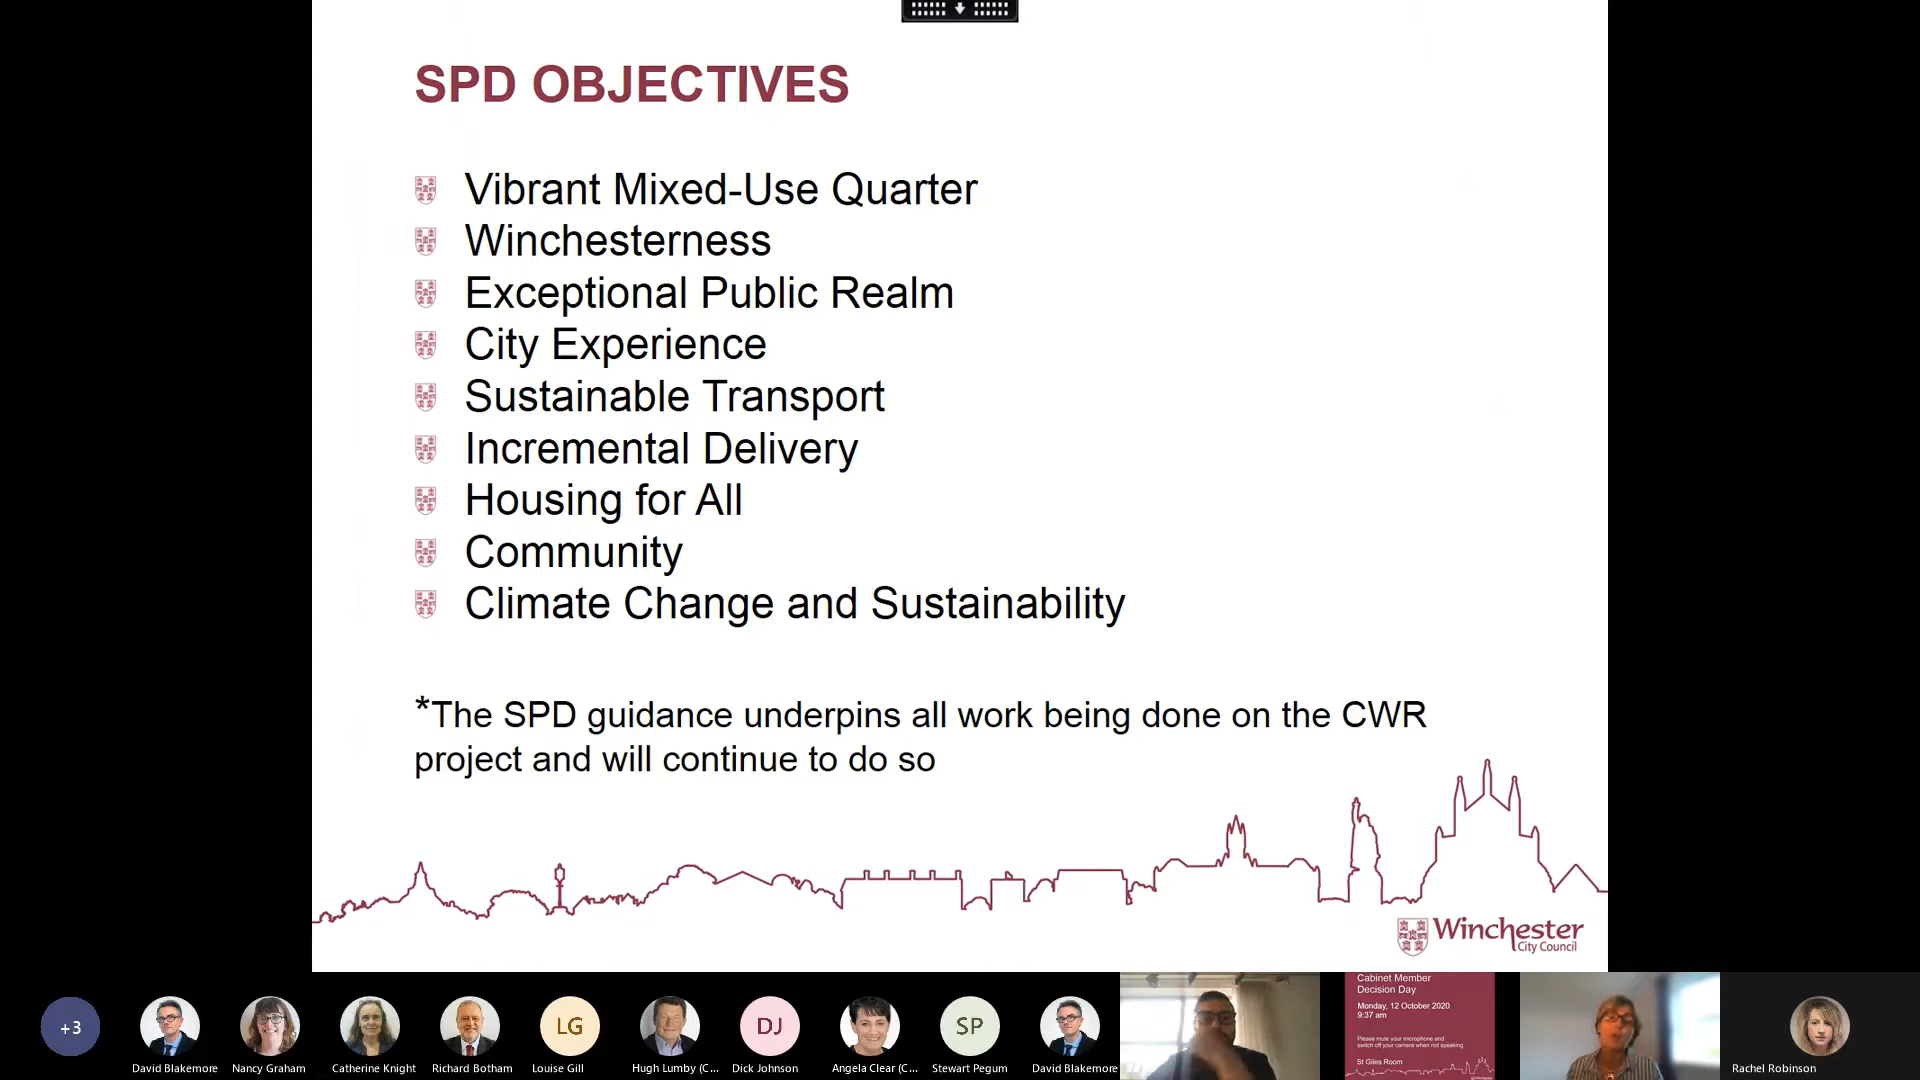 SPD OBJECTIVES
Vibrant Mixed-Use Quarter
Winchesterness
Exceptional Public Realm
City Experience
Sustainable Transport
Incremental Delivery
Housing for All
Community
Climate Change and Sustainability
*The SPD guidance underpins all work being done on the CWR
project and will continue to do so
Winchester
City Council
+3
David Blakemore
Nancy Graham
Catherine Knight
Richard Botham
LG
Louise Gill
Hugh Lumby (C...
DJ
Dick Johnson
Angela Clear (C...
SP
Stewart Pegum
David Blakemore
Cabinet Member
Decision Day
Monday, 12 October 2020
9:37 am
Please mute your microphone and
switch off your camera when not speaking
St Giles Room
Rachel Robinson